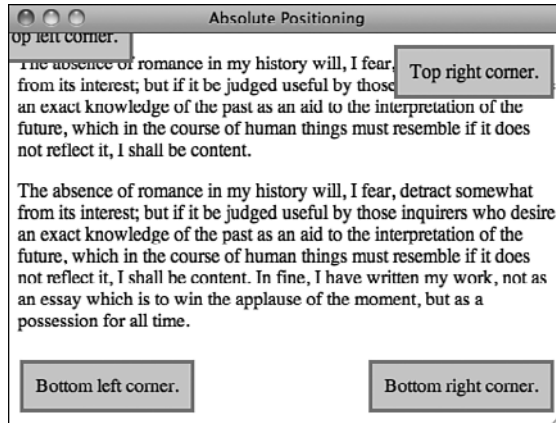 Absolute Positioning
op left corner.
The absence of romance in my history will, I fear,
Top right corner.
from its interest; but if it be judged useful by those
an exact knowledge of the past as an aid to the interpretation of the
future, which in the course of human things must resemble if it does
not reflect it, I shall be content.
The absence of romance in my history will, I fear, detract somewhat
from its interest; but if it be judged useful by those inquirers who desire
an exact knowledge of the past as an aid to the interpretation of the
future, which in the course of human things must resemble if it does
not reflect it, I shall be content. In fine, I have written my work, not as
an essay which is to win the applause of the moment, but as a
possession for all time.
Bottom left corner.
Bottom right corner.